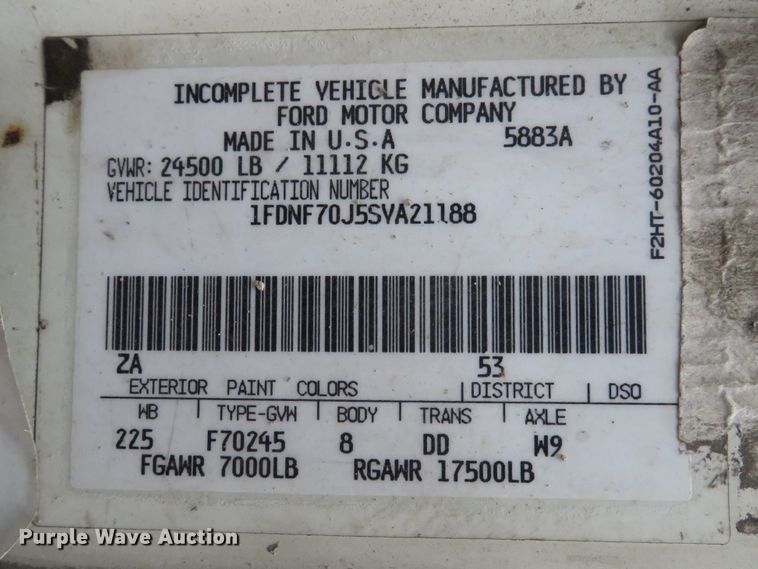 INCOMPLETE VEHICLE MANUFACTURED BY
FORD MOTOR COMPANY
MADE IN U.S.A 5883A
GVWR: 24500 LB / 11112 KG
VEHICLE IDENTIFICATION NUMBER
1FDNF70J5SVA21188
F2HT-60204A10-AA
ZA 53
EXTERIOR PAINT COLORS DISTRICT DSO
WB TYPE-GVW BODY TRANS AXLE
225 F70245 8 DD W9
FGAWR 7000LB RGAWR 17500LB
Purple Wave Auction